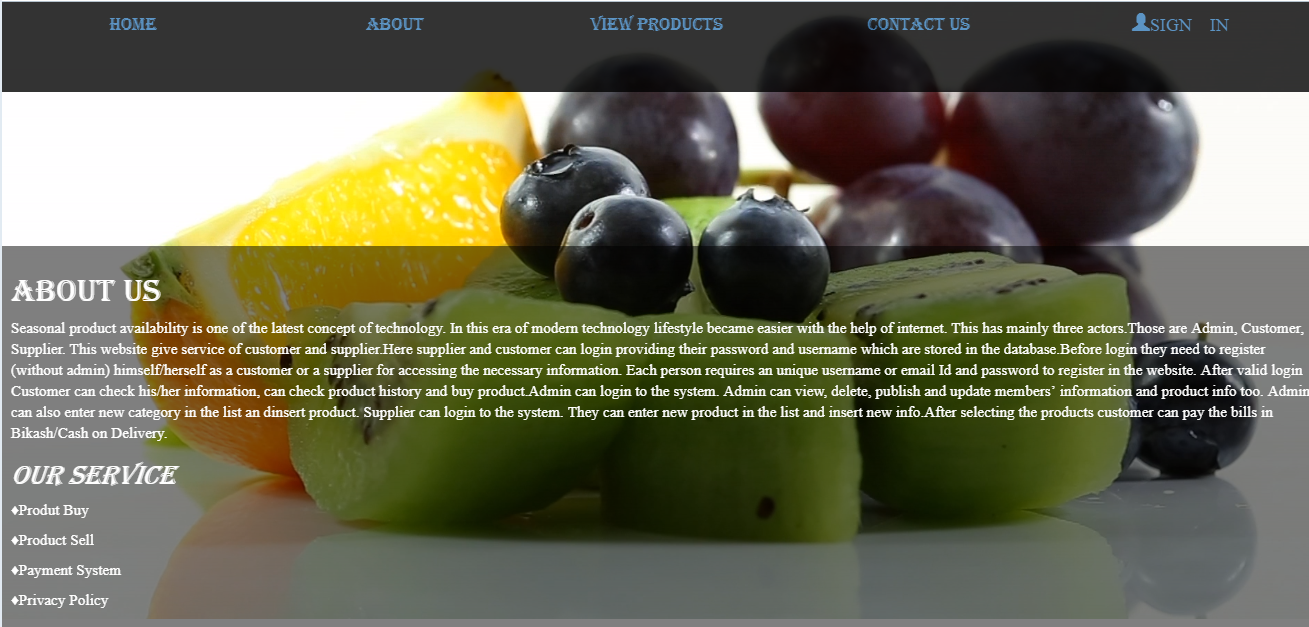 HOME ABOUT VIEW PRODUCTS CONTACT US SIGN IN
ABOUT US
Seasonal product availability is one of the latest concept of technology. In this era of modern technology lifestyle became easier with the help of internet. This has mainly three actors.Those are Admin, Customer,
Supplier. This website give service of customer and supplier.Here supplier and customer can login providing their password and username which are stored in the database.Before login they need to register
(without admin) himself/herself as a customer or a supplier for accessing the necessary information. Each person requires an unique username or email Id and password to register in the website. After valid login
Customer can check his/her information, can check product history and buy product.Admin can login to the system. Admin can view, delete, publish and update members’ information and product info too. Admin
can also enter new category in the list an dinsert product. Supplier can login to the system. They can enter new product in the list and insert new info.After selecting the products customer can pay the bills in
Bikash/Cash on Delivery.
OUR SERVICE
♦Produt Buy
♦Product Sell
♦Payment System
♦Privacy Policy